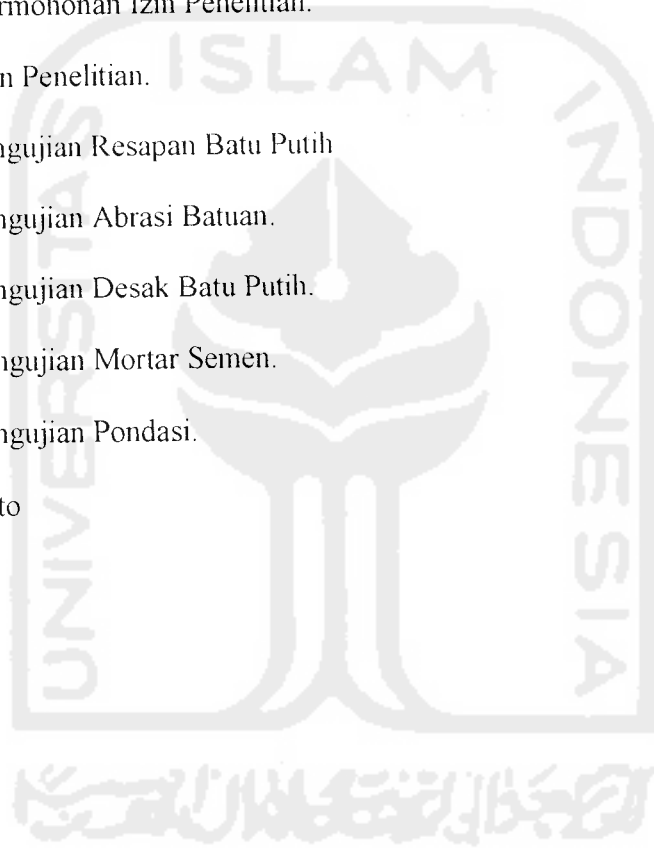 rmohonan Izin Penelitian.
n Penelitian.
ngujian Resapan Batu Putih
ngujian Abrasi Batuan.
ngujian Desak Batu Putih.
ngujian Mortar Semen.
ngujian Pondasi.
to
UNIVERSITAS
ISLAM
INDONESIA